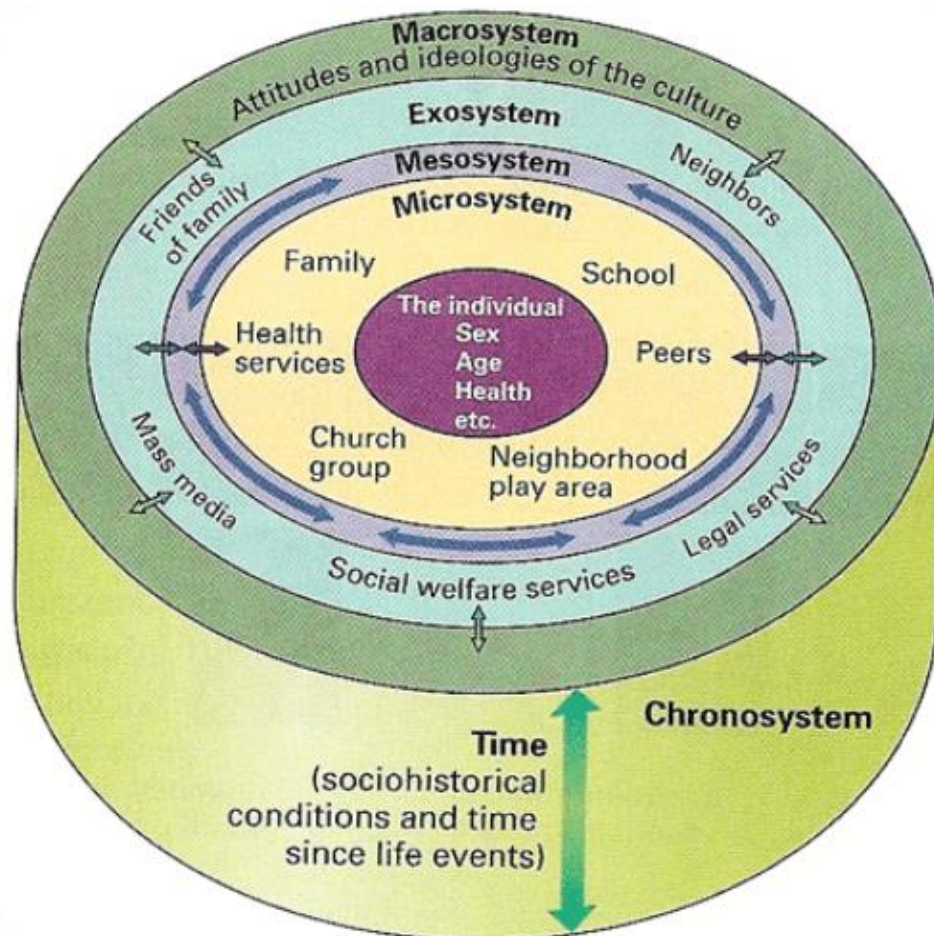 Macrosystem
Attitudes and ideologies of the culture
Exosystem
Mesosystem
Microsystem
Friends
of family
Neighbors
Family
School
The individual
Sex
Age
Health
etc.
Health
services
Peers
Church
group
Neighborhood
play area
Mass media
Legal services
Social welfare services
Chronosystem
Time
(sociohistorical
conditions and time
since life events)